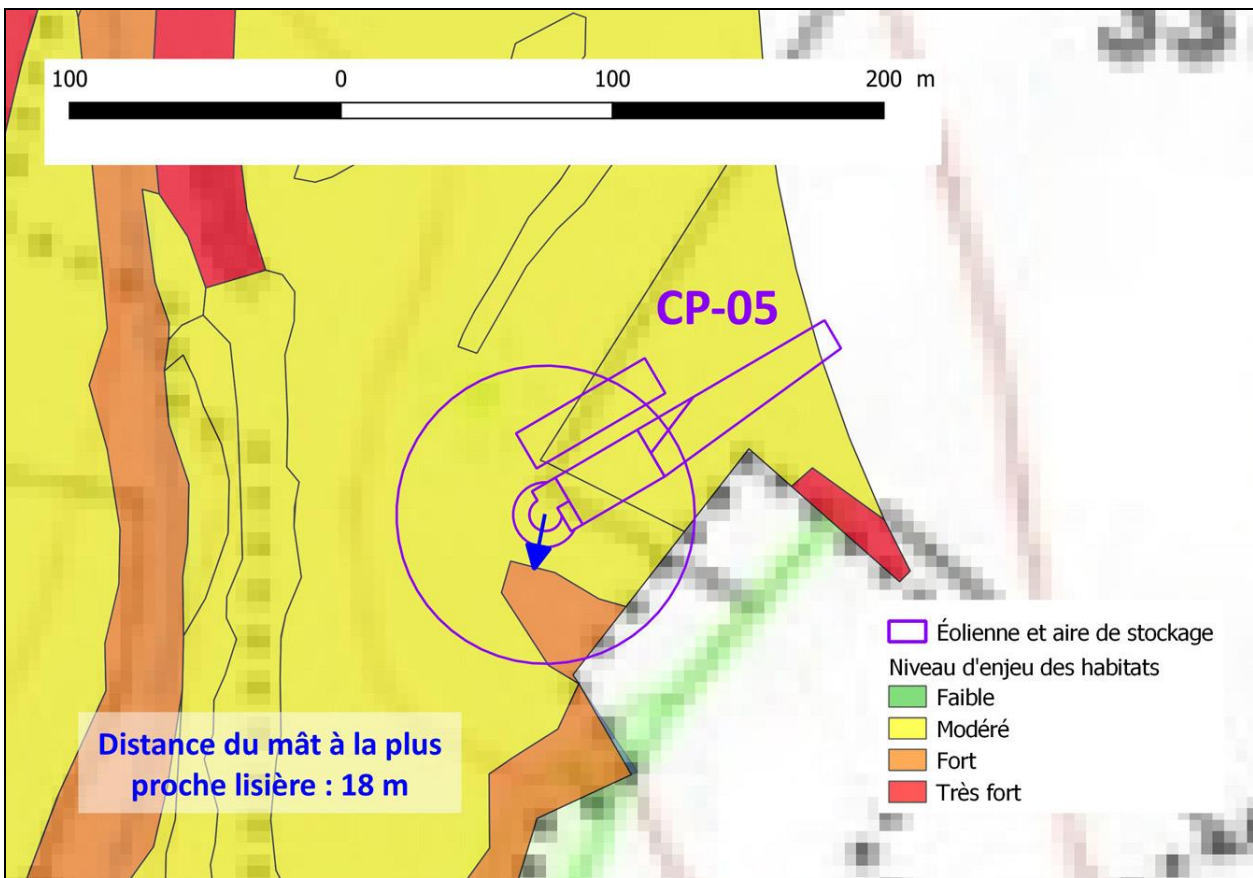 33
100 0 100 200 m
CP-05
Éolienne et aire de stockage
Niveau d'enjeu des habitats
Faible
Modéré
Fort
Très fort
Distance du mât à la plus
proche lisière : 18 m